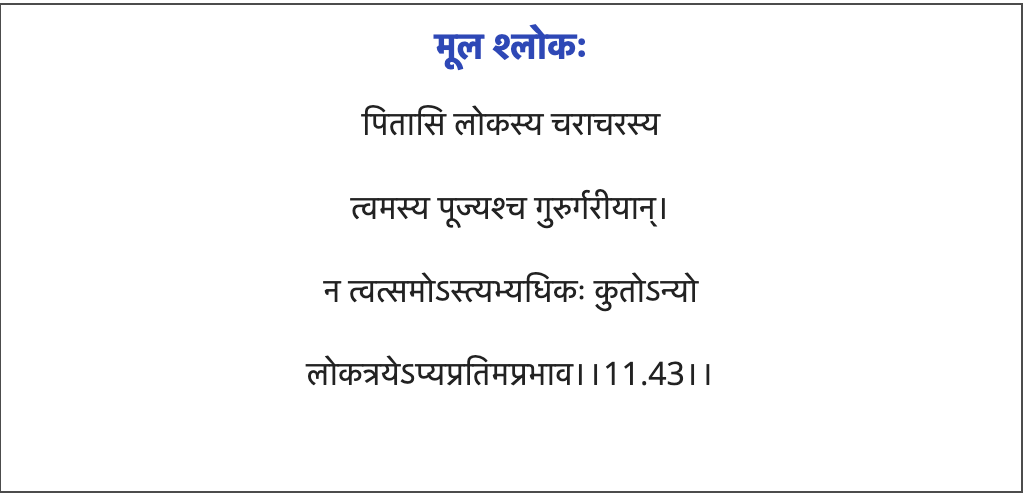 मूल श्लोकः
पितासि लोकस्य चराचरस्य
त्वमस्य पूज्यश्च गुरुर्गरीयान्।
न त्वत्समोऽस्त्यभ्यधिकः कुतोऽन्यो
लोकत्रयेऽप्यप्रतिमप्रभाव।।11.43।।